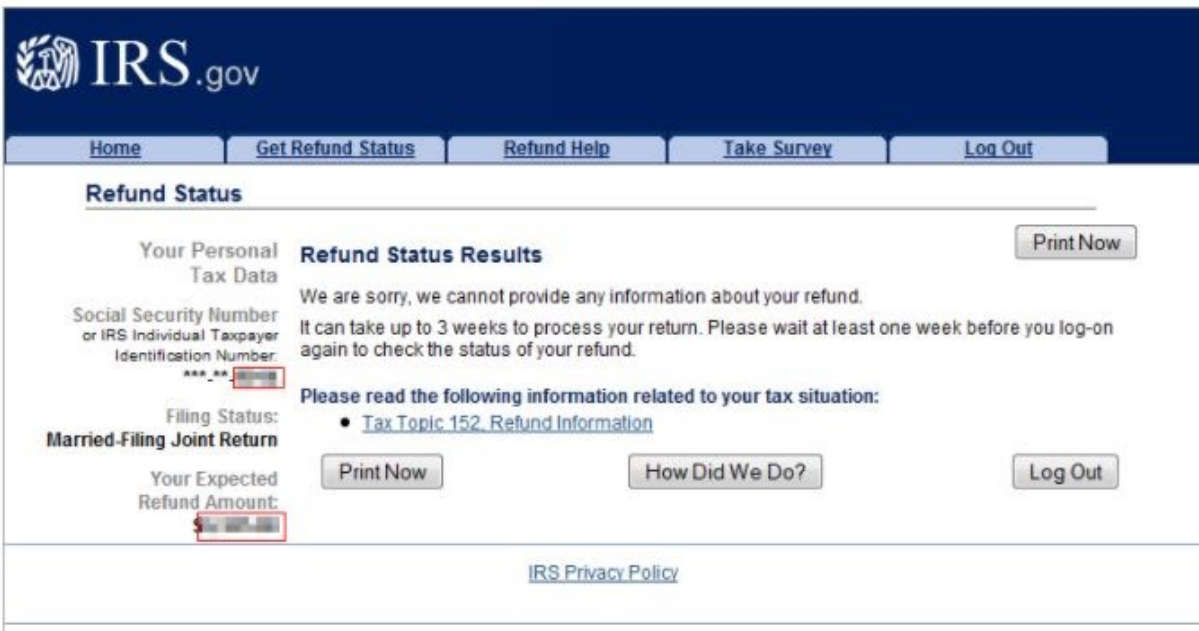 IRS.gov
Home Get Refund Status Refund Help Take Survey Log Out
Refund Status
Print Now
Your Personal
Tax Data
Social Security Number
or IRS Individual Taxpayer
Identification Number:
***-**-
Filing Status:
Married-Filing Joint Return
Your Expected
Refund Amount:
$
Refund Status Results
We are sorry, we cannot provide any information about your refund.
It can take up to 3 weeks to process your return. Please wait at least one week before you log-on
again to check the status of your refund.
Please read the following information related to your tax situation:
• Tax Topic 152, Refund Information
Print Now How Did We Do? Log Out
IRS Privacy Policy